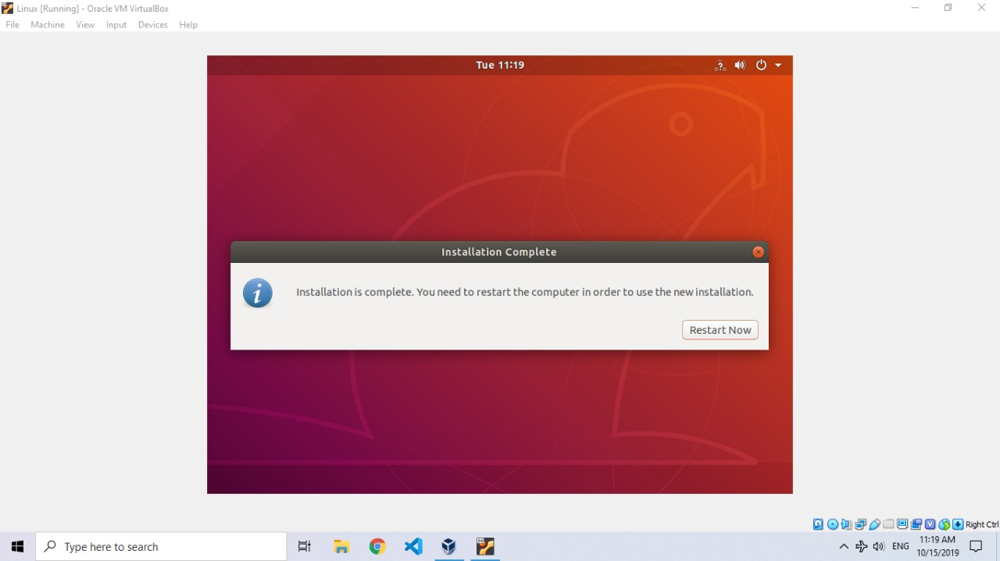 Linux [Running] - Oracle VM VirtualBox
File Machine View Input Devices Help
Tue 11:19
Installation Complete
Installation is complete. You need to restart the computer in order to use the new installation.
Restart Now
Right Ctrl
Type here to search
ENG
11:19 AM
10/15/2019